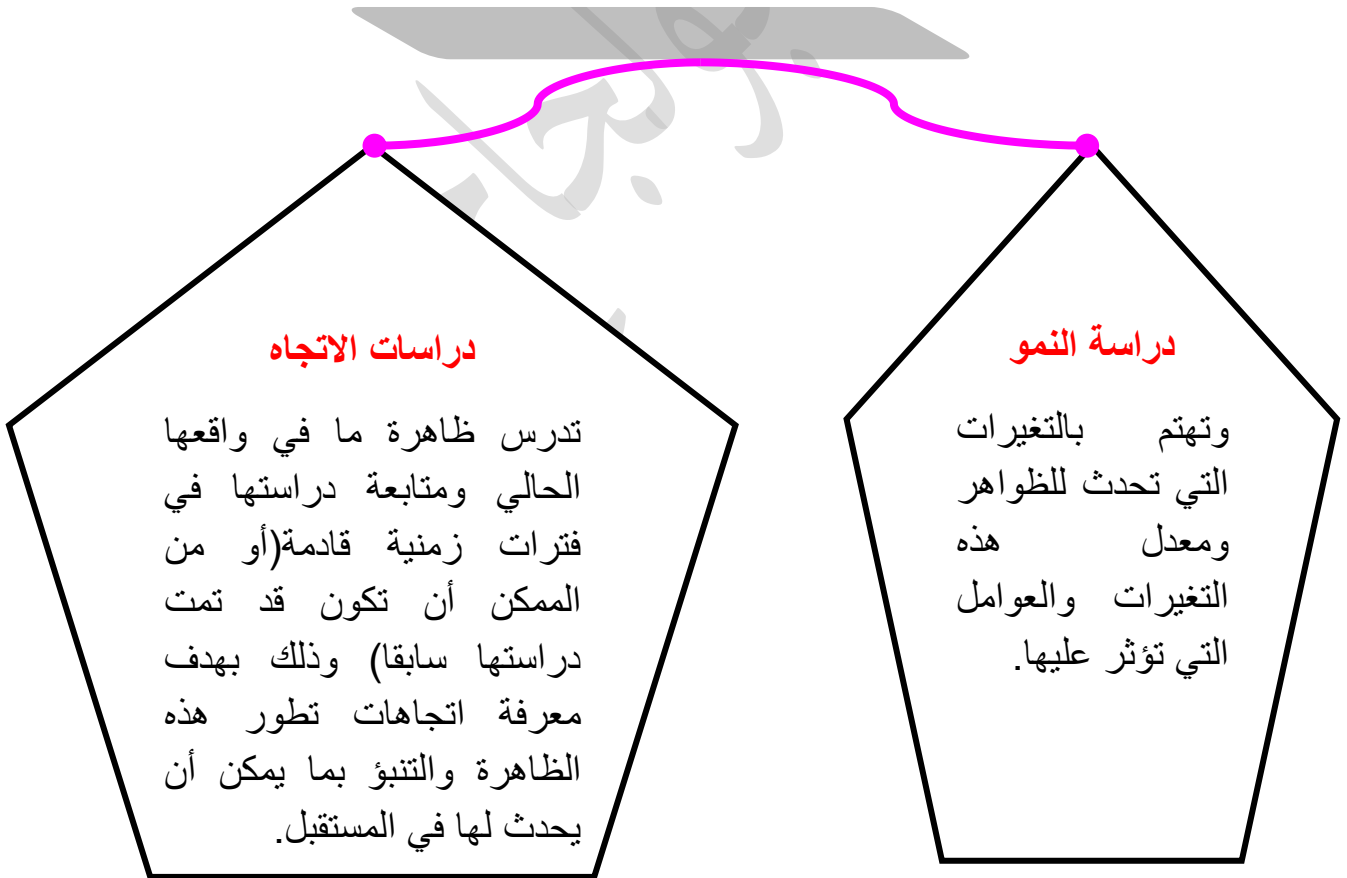 دراسة النمو
وتهتم بالتغيرات
التي تحدث للظواهر
ومعدل هذه
التغيرات والعوامل
التي تؤثر عليها.
دراسات الاتجاه
تدرس ظاهرة ما في واقعها
الحالي ومتابعة دراستها في
فترات زمنية قادمة(أو من
الممكن أن تكون قد تمت
دراستها سابقا) وذلك بهدف
معرفة اتجاهات تطور هذه
الظاهرة والتنبؤ بما يمكن أن
يحدث لها في المستقبل.